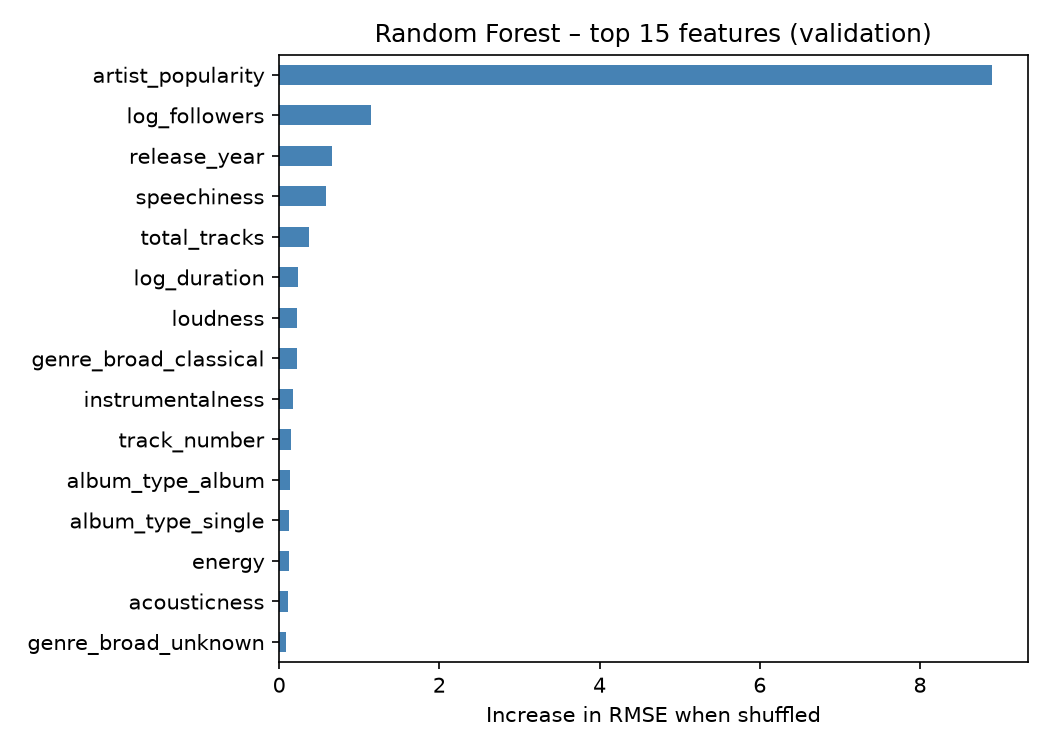 Random Forest – top 15 features (validation)
artist_popularity
log_followers
release_year
speechiness
total_tracks
log_duration
loudness
genre_broad_classical
instrumentalness
track_number
album_type_album
album_type_single
energy
acousticness
genre_broad_unknown
0 2 4 6 8
Increase in RMSE when shuffled